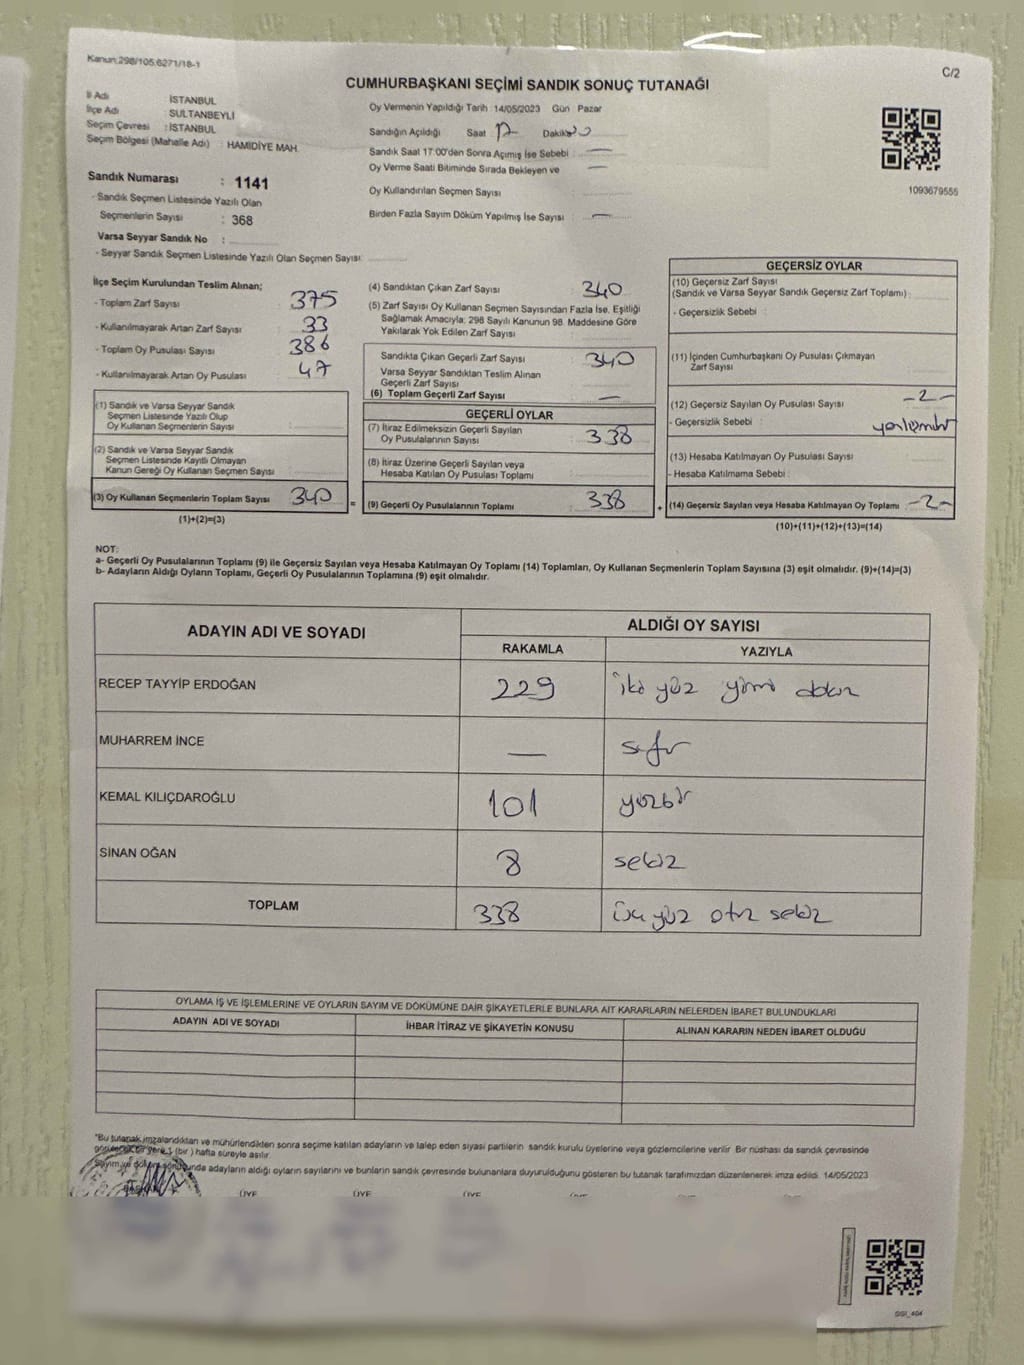 Kanun:298/105.6271/18-1
C/2
CUMHURBAŞKANI SEÇİMİ SANDIK SONUÇ TUTANAĞI
İl Adı İSTANBUL
İlçe Adı : SULTANBEYLİ
Seçim Çevresi : İSTANBUL
Seçim Bölgesi (Mahalle Adı) : HAMİDİYE MAH.
Oy Vermenin Yapıldığı Tarih :14/05/2023 Gün Pazar
Sandığın Açıldığı Saat 17 Dakika
Sandık Saat 17:00'den Sonra Açımış İse Sebebi : —
Oy Verme Saati Bitiminde Sırada Bekleyen ve —
Oy Kullandırılan Seçmen Sayısı
Birden Fazla Sayım Döküm Yapılmış İse Sayısı : —
1093679555
Sandık Numarası : 1141
- Sandık Seçmen Listesinde Yazılı Olan
Seçmenlerin Sayısı : 368
Varsa Seyyar Sandık No :
- Seyyar Sandık Seçmen Listesinde Yazılı Olan Seçmen Sayısı:
İlçe Seçim Kurulundan Teslim Alınan;
- Toplam Zarf Sayısı : 375
- Kullanılmayarak Artan Zarf Sayısı : 33
- Toplam Oy Pusulası Sayısı : 386
- Kullanılmayarak Artan Oy Pusulası : 47
(1) Sandık ve Varsa Seyyar Sandık
Seçmen Listesinde Yazılı Olup
Oy Kullanan Seçmenlerin Sayısı :
(2) Sandık ve Varsa Seyyar Sandık
Seçmen Listesinde Kayıtlı Olmayan
Kanun Gereği Oy Kullanan Seçmen Sayısı :
(3) Oy Kullanan Seçmenlerin Toplam Sayısı : 340 =
(1)+(2)=(3)
(4) Sandıktan Çıkan Zarf Sayısı : 340
(5) Zarf Sayısı Oy Kullanan Seçmen Sayısından Fazla İse, Eşitliği
Sağlamak Amacıyla; 298 Sayılı Kanunun 98. Maddesine Göre
Yakılarak Yok Edilen Zarf Sayısı :
Sandıkta Çıkan Geçerli Zarf Sayısı : 340
Varsa Seyyar Sandıktan Teslim Alınan
Geçerli Zarf Sayısı :
(6) Toplam Geçerli Zarf Sayısı : —
GEÇERLİ OYLAR
(7) İtiraz Edilmeksizin Geçerli Sayılan
Oy Pusulalarının Sayısı : 338
(8) İtiraz Üzerine Geçerli Sayılan veya
Hesaba Katılan Oy Pusulası Toplamı :
(9) Geçerli Oy Pusulalarının Toplamı : 338 +
GEÇERSİZ OYLAR
(10) Geçersiz Zarf Sayısı
(Sandık ve Varsa Seyyar Sandık Geçersiz Zarf Toplamı) :
- Geçersizlik Sebebi :
(11) İçinden Cumhurbaşkanı Oy Pusulası Çıkmayan
Zarf Sayısı :
(12) Geçersiz Sayılan Oy Pusulası Sayısı : -2-
- Geçersizlik Sebebi :
(13) Hesaba Katılmayan Oy Pusulası Sayısı :
- Hesaba Katılmama Sebebi :
(14) Geçersiz Sayılan veya Hesaba Katılmayan Oy Toplamı : -2-
(10)+(11)+(12)+(13)=(14)
NOT:
a- Geçerli Oy Pusulalarının Toplamı (9) ile Geçersiz Sayılan veya Hesaba Katılmayan Oy Toplamı (14) Toplamları, Oy Kullanan Seçmenlerin Toplam Sayısına (3) eşit olmalıdır. (9)+(14)=(3)
b- Adayların Aldığı Oyların Toplamı, Geçerli Oy Pusulalarının Toplamına (9) eşit olmalıdır.
ADAYIN ADI VE SOYADI ALDIĞI OY SAYISI
RAKAMLA YAZIYLA
RECEP TAYYİP ERDOĞAN 229 iki yüz yirmi dokuz
MUHARREM İNCE — sıfır
KEMAL KILIÇDAROĞLU 101 yüzbir
SİNAN OĞAN 8 sekiz
TOPLAM 338 üç yüz otuz sekiz
OYLAMA İŞ VE İŞLEMLERİNE VE OYLARIN SAYIM VE DÖKÜMÜNE DAİR ŞİKAYETLERLE BUNLARA AİT KARARLARIN NELERDEN İBARET BULUNDUKLARI
ADAYIN ADI VE SOYADI İHBAR İTİRAZ VE ŞİKAYETİN KONUSU ALINAN KARARIN NEDEN İBARET OLDUĞU
*Bu tutanak imzalandıktan ve mühürlendikten sonra seçime katılan adayların ve talep eden siyasi partilerin sandık kurulu üyelerine veya gözlemcilerine verilir. Bir nüshası da sandık çevresinde
görülecek bir yere 1 (bir ) hafta süreyle asılır.
Sayım ve döküm sonucunda adayların aldığı oyların sayılarını ve bunların sandık çevresinde bulunanlara duyurulduğunu gösteren bu tutanak tarafımızdan düzenlenerek imza edildi. 14/05/2023
ÜYE ÜYE ÜYE
GGI_404